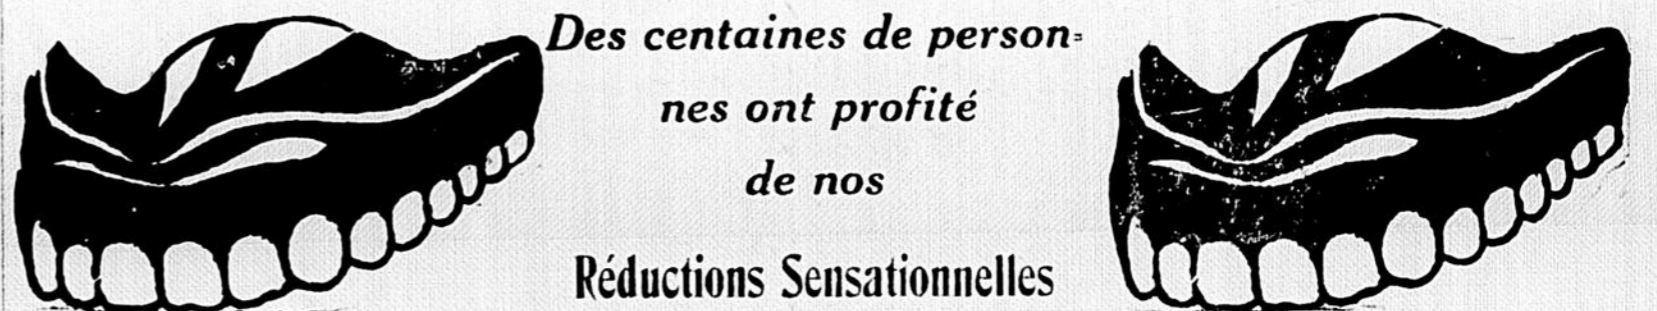 Des centaines de person=
nes ont profité
de nos
Réductions Sensationnelles